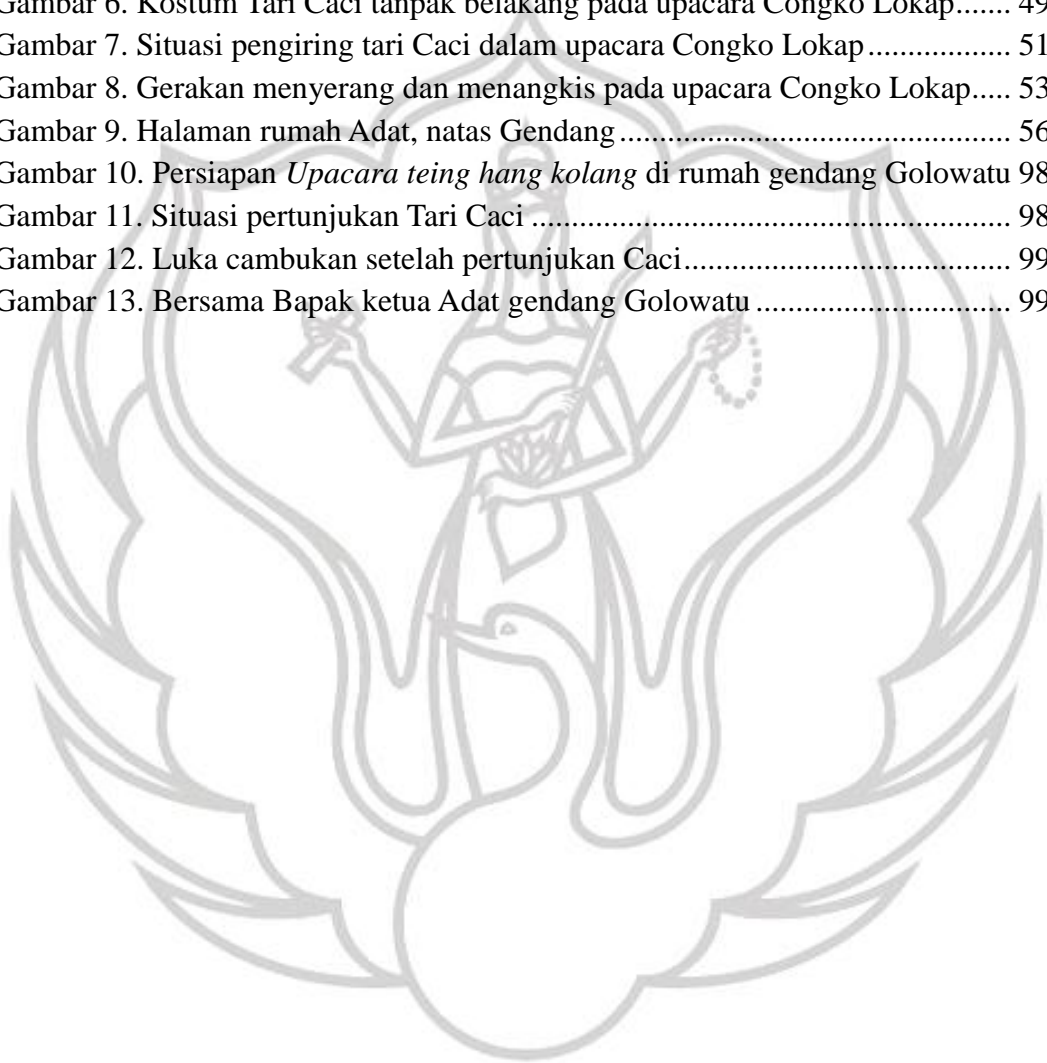 Gambar 6. Kostum Tari Caci tanpak belakang pada upacara Congko Lokap....... 49
Gambar 7. Situasi pengiring tari Caci dalam upacara Congko Lokap.................. 51
Gambar 8. Gerakan menyerang dan menangkis pada upacara Congko Lokap..... 53
Gambar 9. Halaman rumah Adat, natas Gendang................................................ 56
Gambar 10. Persiapan Upacara teing hang kolang di rumah gendang Golowatu 98
Gambar 11. Situasi pertunjukan Tari Caci ........................................................... 98
Gambar 12. Luka cambukan setelah pertunjukan Caci......................................... 99
Gambar 13. Bersama Bapak ketua Adat gendang Golowatu ................................ 99